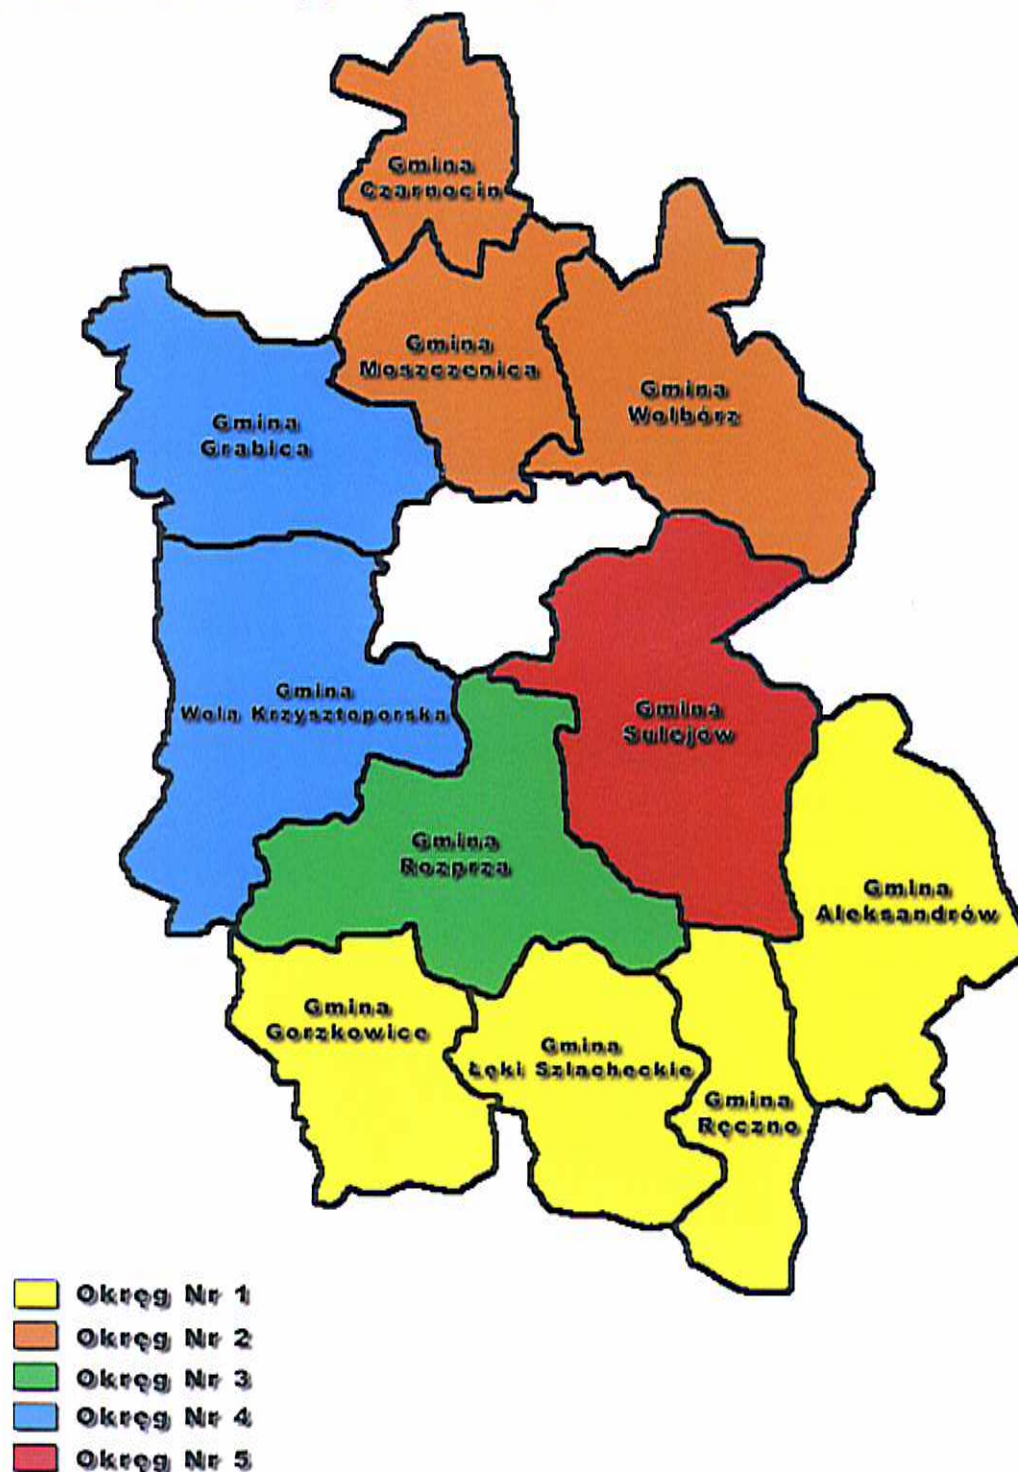 Gmina
Czarnocin
Gmina
Moszczenica
Gmina
Wolbórz
Gmina
Grabica
Gmina
Wola Krzysztoporska
Gmina
Sulejów
Gmina
Rozprza
Gmina
Aleksandrów
Gmina
Gorzkowice
Gmina
Łęki Szlacheckie
Gmina
Ręczno
Okręg Nr 1
Okręg Nr 2
Okręg Nr 3
Okręg Nr 4
Okręg Nr 5